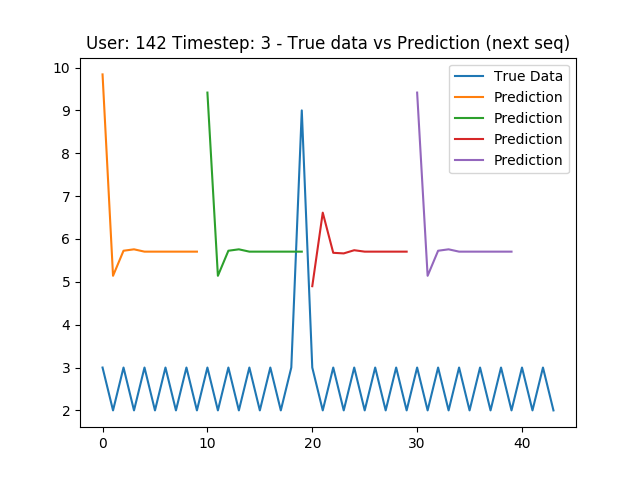 User: 142 Timestep: 3 - True data vs Prediction (next seq)
True Data
Prediction
Prediction
Prediction
Prediction
10
9
8
7
6
5
4
3
2
0 10 20 30 40